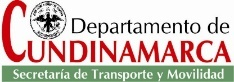 Departamento de
CUNDINAMARCA
Secretaría de Transporte y Movilidad